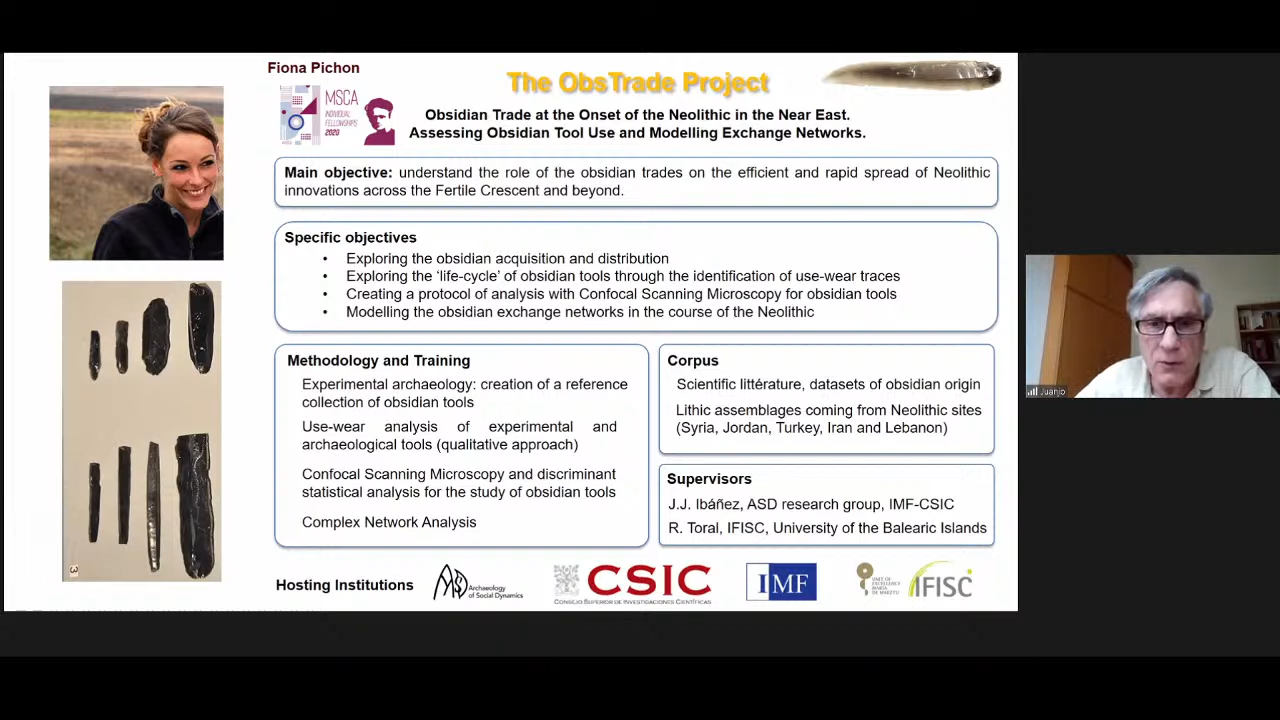 Fiona Pichon
The ObsTrade Project
MSCA
INDIVIDUAL
FELLOWSHIPS
2020
Obsidian Trade at the Onset of the Neolithic in the Near East.
Assessing Obsidian Tool Use and Modelling Exchange Networks.
Main objective: understand the role of the obsidian trades on the efficient and rapid spread of Neolithic
innovations across the Fertile Crescent and beyond.
Specific objectives
• Exploring the obsidian acquisition and distribution
• Exploring the ‘life-cycle’ of obsidian tools through the identification of use-wear traces
• Creating a protocol of analysis with Confocal Scanning Microscopy for obsidian tools
• Modelling the obsidian exchange networks in the course of the Neolithic
Methodology and Training
Experimental archaeology: creation of a reference
collection of obsidian tools
Use-wear analysis of experimental and
archaeological tools (qualitative approach)
Confocal Scanning Microscopy and discriminant
statistical analysis for the study of obsidian tools
Complex Network Analysis
Corpus
Scientific littérature, datasets of obsidian origin
Lithic assemblages coming from Neolithic sites
(Syria, Jordan, Turkey, Iran and Lebanon)
Supervisors
J.J. Ibáñez, ASD research group, IMF-CSIC
R. Toral, IFISC, University of the Balearic Islands
3
Hosting Institutions
Archaeology
of Social Dynamics
CSIC
CONSEJO SUPERIOR DE INVESTIGACIONES CIENTÍFICAS
IMF
UNIT OF
EXCELLENCE
MARÍA
DE MAEZTU
IFISC
Juanjo